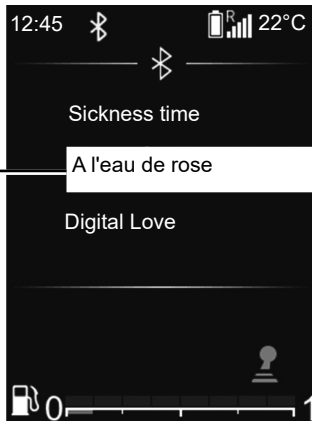 12:45 R 22°C
Sickness time
A l'eau de rose
Digital Love
0 1